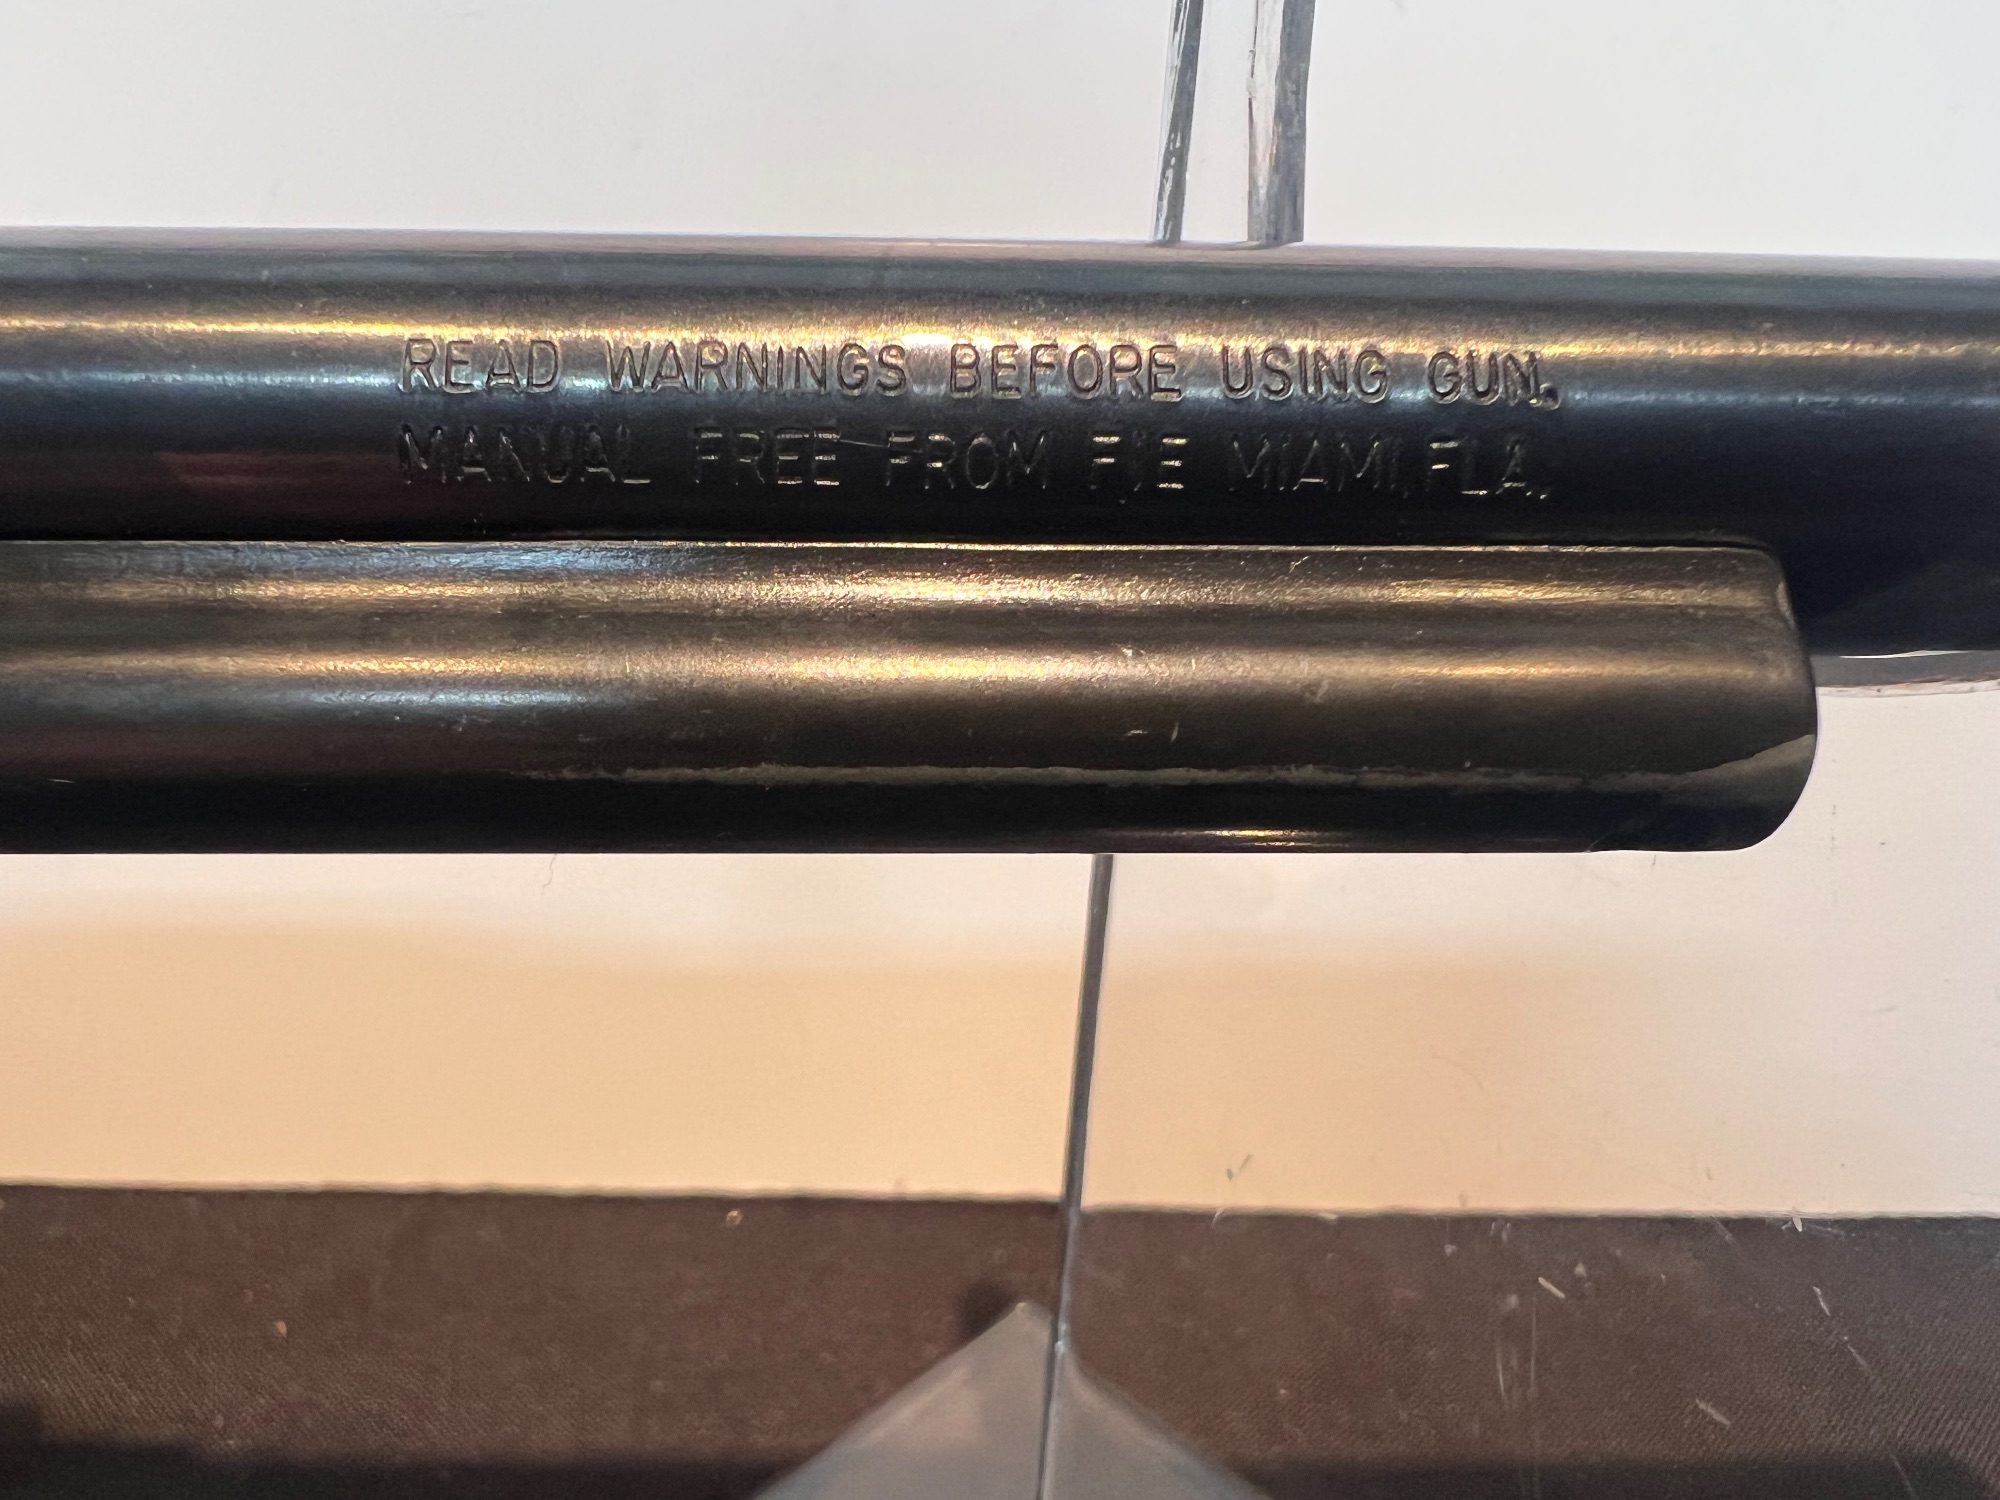 READ WARNINGS BEFORE USING GUN.
MANUAL FREE FROM F.I.E MIAMI, FLA.